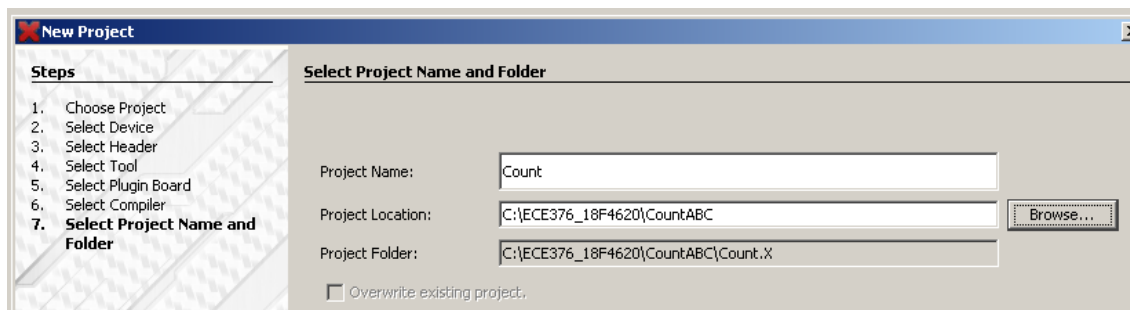 New Project
Steps
1. Choose Project
2. Select Device
3. Select Header
4. Select Tool
5. Select Plugin Board
6. Select Compiler
7. Select Project Name and
Folder
Select Project Name and Folder
Project Name: Count
Project Location: C:\ECE376_18F4620\CountABC Browse...
Project Folder: C:\ECE376_18F4620\CountABC\Count.X
Overwrite existing project.